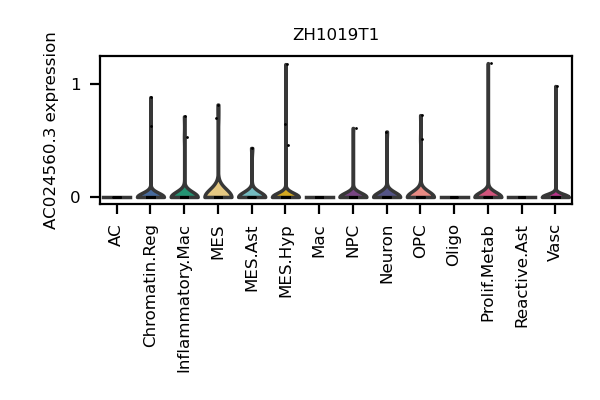 ZH1019T1
AC024560.3 expression
1
0
AC
Chromatin.Reg
Inflammatory.Mac
MES
MES.Ast
MES.Hyp
Mac
NPC
Neuron
OPC
Oligo
Prolif.Metab
Reactive.Ast
Vasc